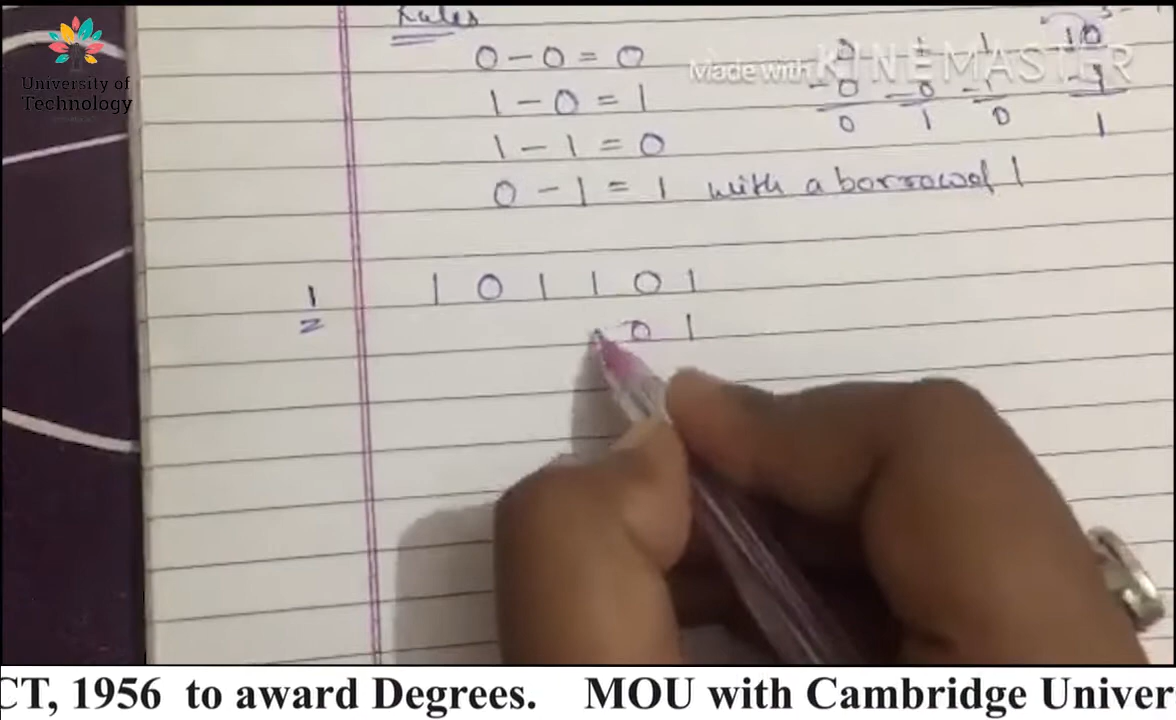 University of
Technology
Rules
Made with KINEMASTER
0 - 0 = 0
1 - 0 = 1
1 - 1 = 0
0 - 1 = 1 with a borrow of 1
0 1 1 10
-0 -0 -1 -1
0 1 0 1
1 1 0 1 1 0 1
0 1
CT, 1956 to award Degrees. MOU with Cambridge Univer